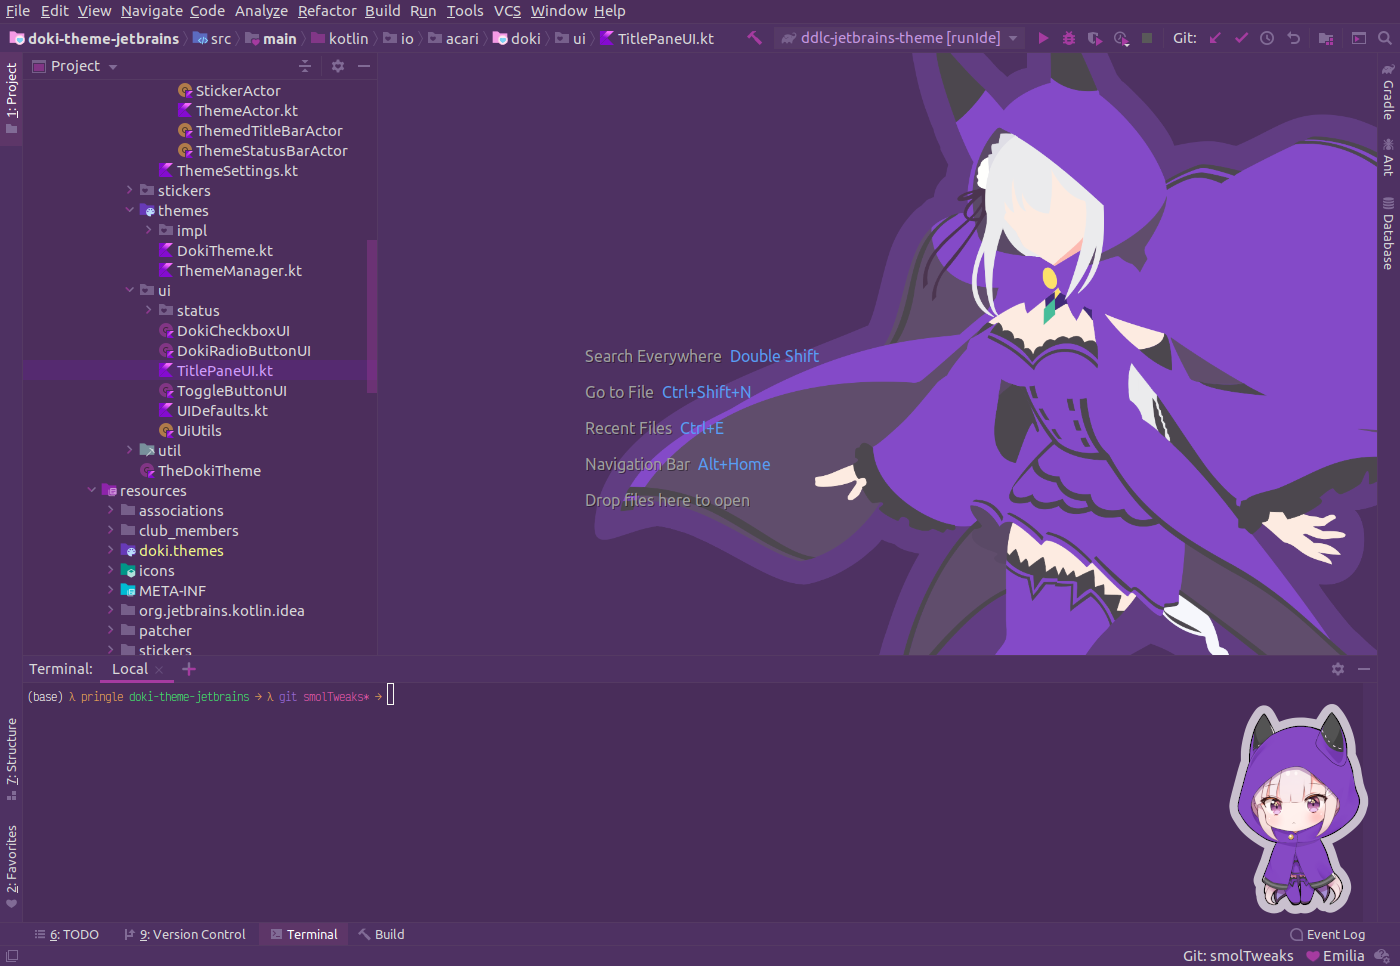 File Edit View Navigate Code Analyze Refactor Build Run Tools VCS Window Help
doki-theme-jetbrains src main kotlin io acari doki ui TitlePaneUI.kt ddlc-jetbrains-theme [runIde] Git:
1: Project
Project
StickerActor
ThemeActor.kt
ThemedTitleBarActor
ThemeStatusBarActor
ThemeSettings.kt
stickers
themes
impl
DokiTheme.kt
ThemeManager.kt
ui
status
DokiCheckboxUI
DokiRadioButtonUI
TitlePaneUI.kt
ToggleButtonUI
UIDefaults.kt
UiUtils
util
TheDokiTheme
resources
associations
club_members
doki.themes
icons
META-INF
org.jetbrains.kotlin.idea
patcher
stickers
Search Everywhere Double Shift
Go to File Ctrl+Shift+N
Recent Files Ctrl+E
Navigation Bar Alt+Home
Drop files here to open
Gradle
Ant
Database
Terminal: Local
(base) λ pringle doki-theme-jetbrains → λ git smolTweaks* →
7: Structure
2: Favorites
6: TODO 9: Version Control Terminal Build Event Log
Git: smolTweaks Emilia